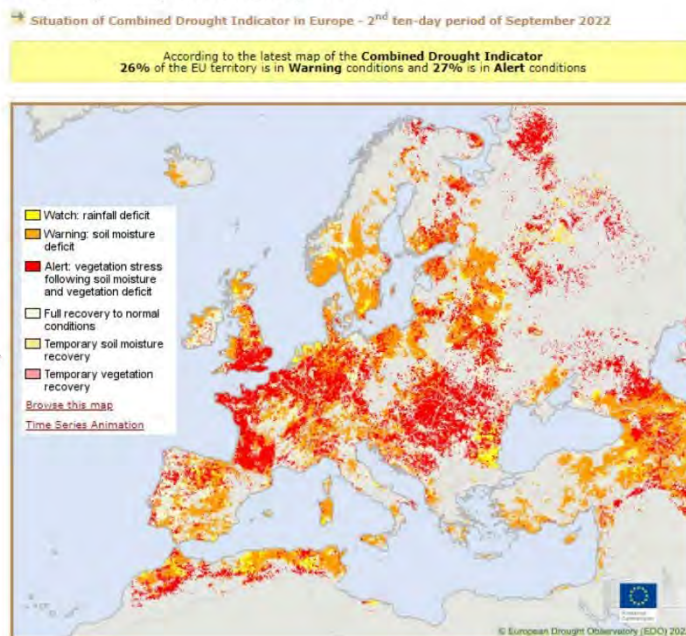 Situation of Combined Drought Indicator in Europe - 2nd ten-day period of September 2022
According to the latest map of the Combined Drought Indicator
26% of the EU territory is in Warning conditions and 27% is in Alert conditions
Watch: rainfall deficit
Warning: soil moisture
deficit
Alert: vegetation stress
following soil moisture
and vegetation deficit
Full recovery to normal
conditions
Temporary soil moisture
recovery
Temporary vegetation
recovery
Browse this map
Time Series Animation
European
Commission
© European Drought Observatory (EDO) 202